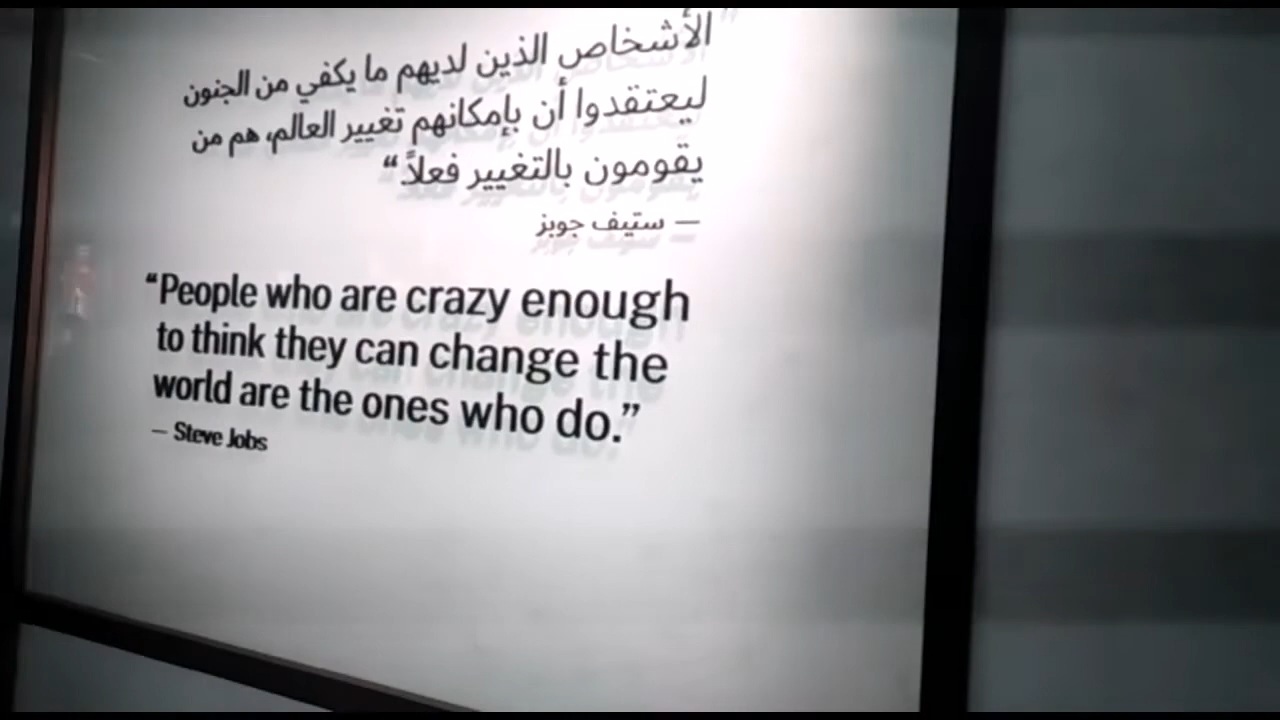 "الأشخاص الذين لديهم ما يكفي من الجنون
ليعتقدوا أن بإمكانهم تغيير العالم، هم من
يقومون بالتغيير فعلاً“
— ستيف جوبز
“People who are crazy enough
to think they can change the
world are the ones who do.”
— Steve Jobs